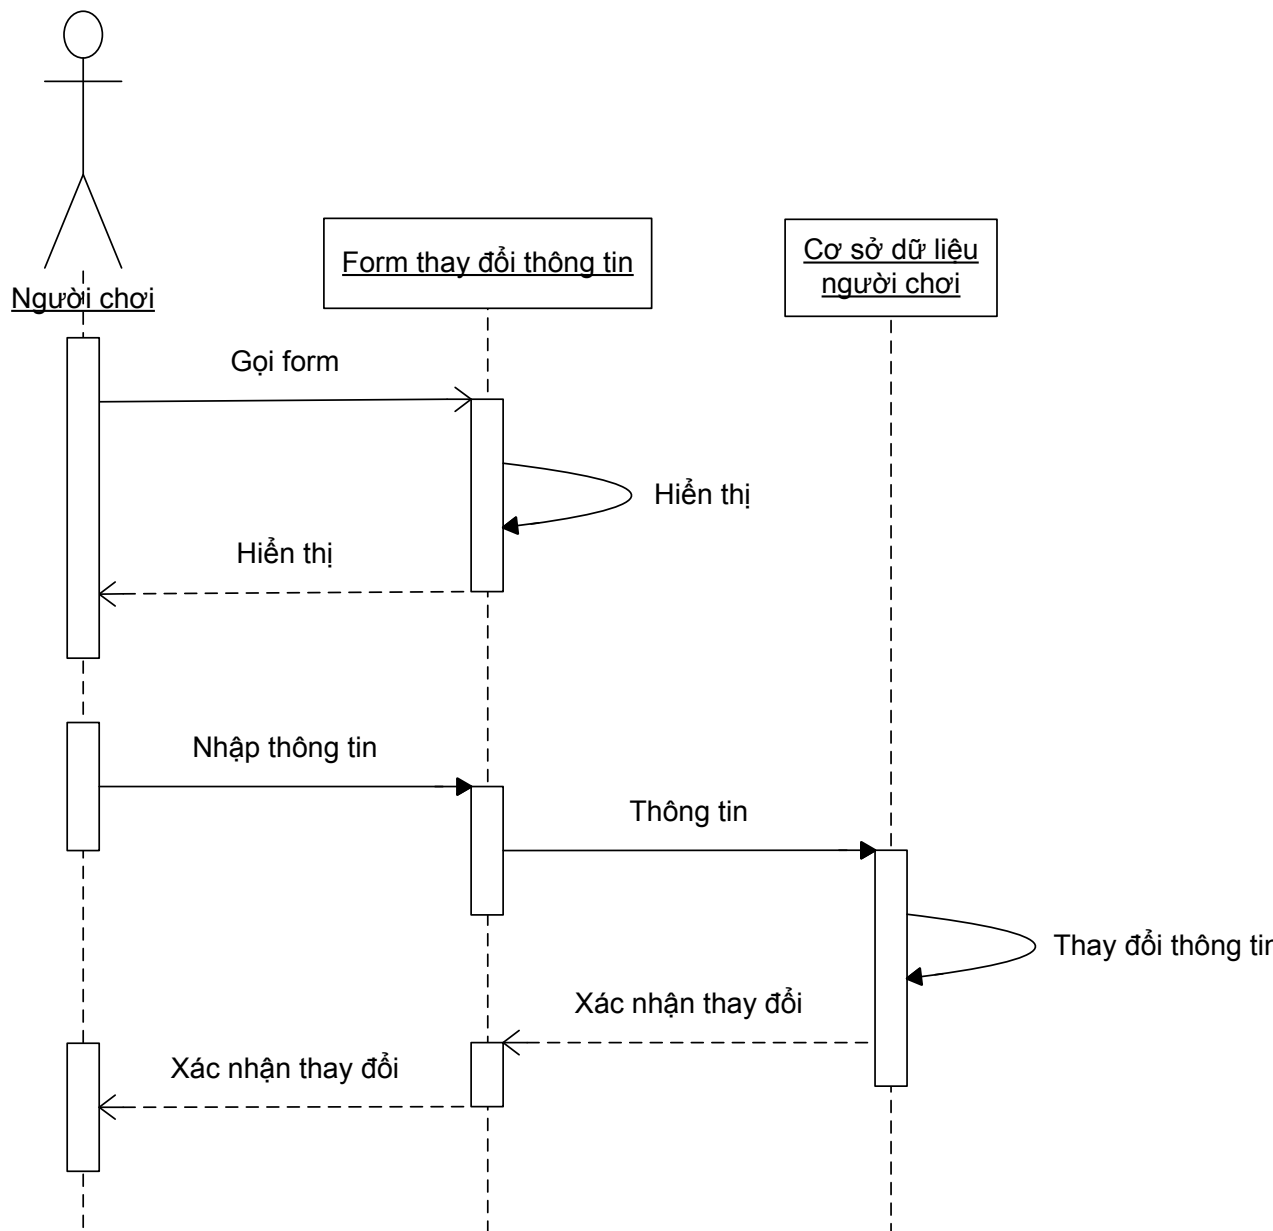 Form thay đổi thông tin
Cơ sở dữ liệu
người chơi
Người chơi
Gọi form
Hiển thị
Hiển thị
Nhập thông tin
Thông tin
Thay đổi thông tin
Xác nhận thay đổi
Xác nhận thay đổi